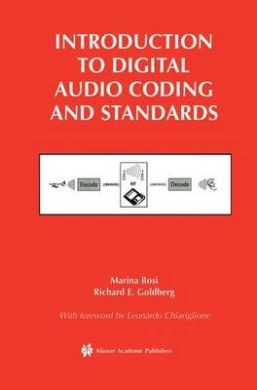 INTRODUCTION
TO DIGITAL
AUDIO CODING
AND STANDARDS
Encode
or
Decode
Marina Bosi
Richard E. Goldberg
With foreword by Leonardo Chiariglione
Kluwer Academic Publishers